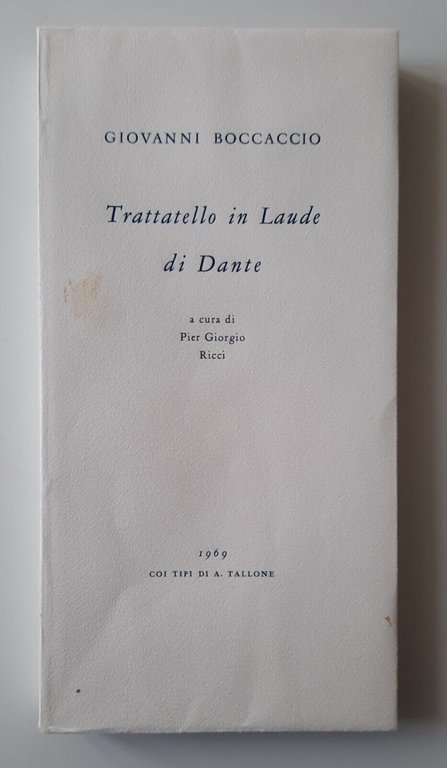 GIOVANNI BOCCACCIO
Trattatello in Laude
di Dante
a cura di
Pier Giorgio
Ricci
1969
COI TIPI DI A. TALLONE